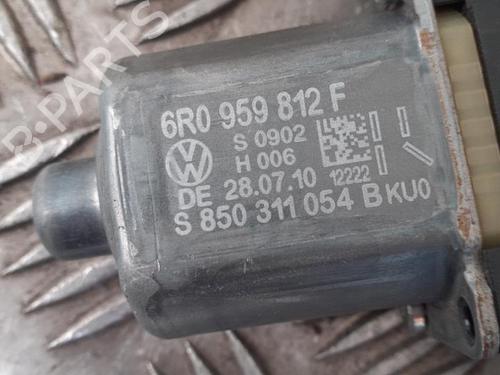 6R0 959 812 F
S 0902
H 006
12222
DE 28.07.10
S 850 311 054 B KU0
B-PARTS